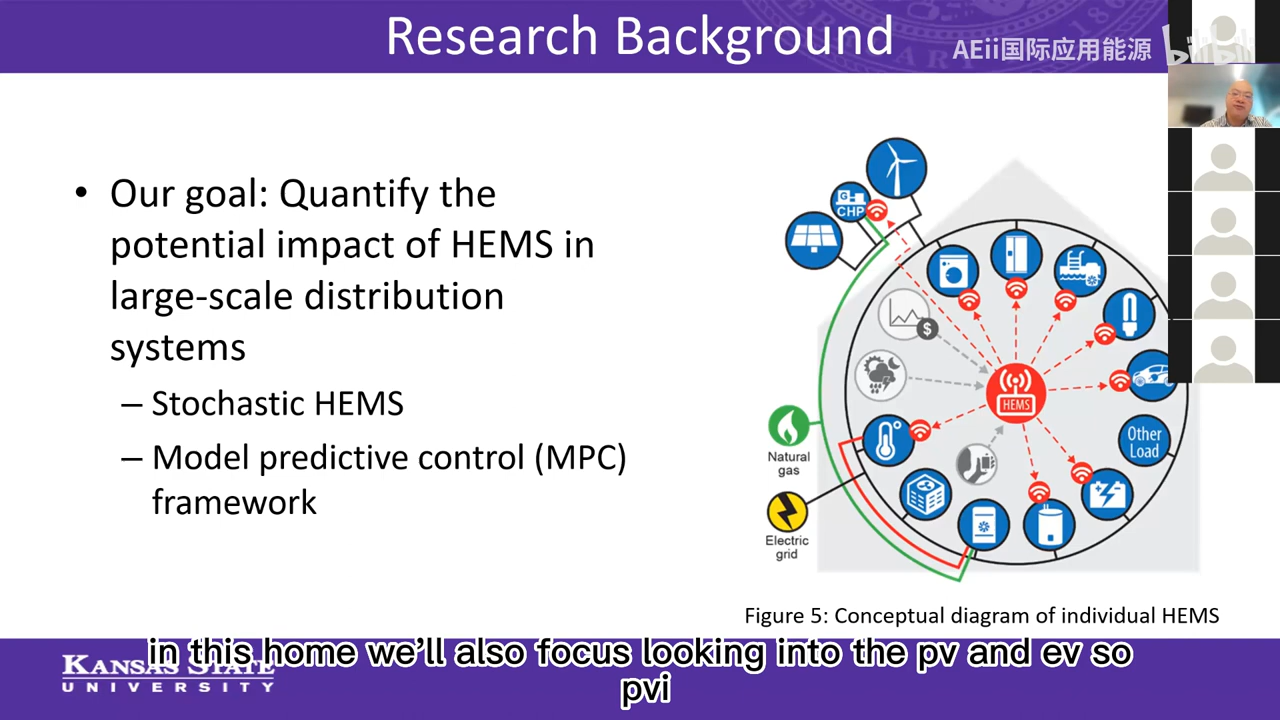 Research Background
AEii国际应用能源
bilibili
• Our goal: Quantify the
potential impact of HEMS in
large-scale distribution
systems
– Stochastic HEMS
– Model predictive control (MPC)
framework
G
CHP
$
HEMS
Other
Load
Natural
gas
Electric
grid
Figure 5: Conceptual diagram of individual HEMS
in this home we'll also focus looking into the pv and ev so
pvi
KANSAS STATE
UNIVERSITY